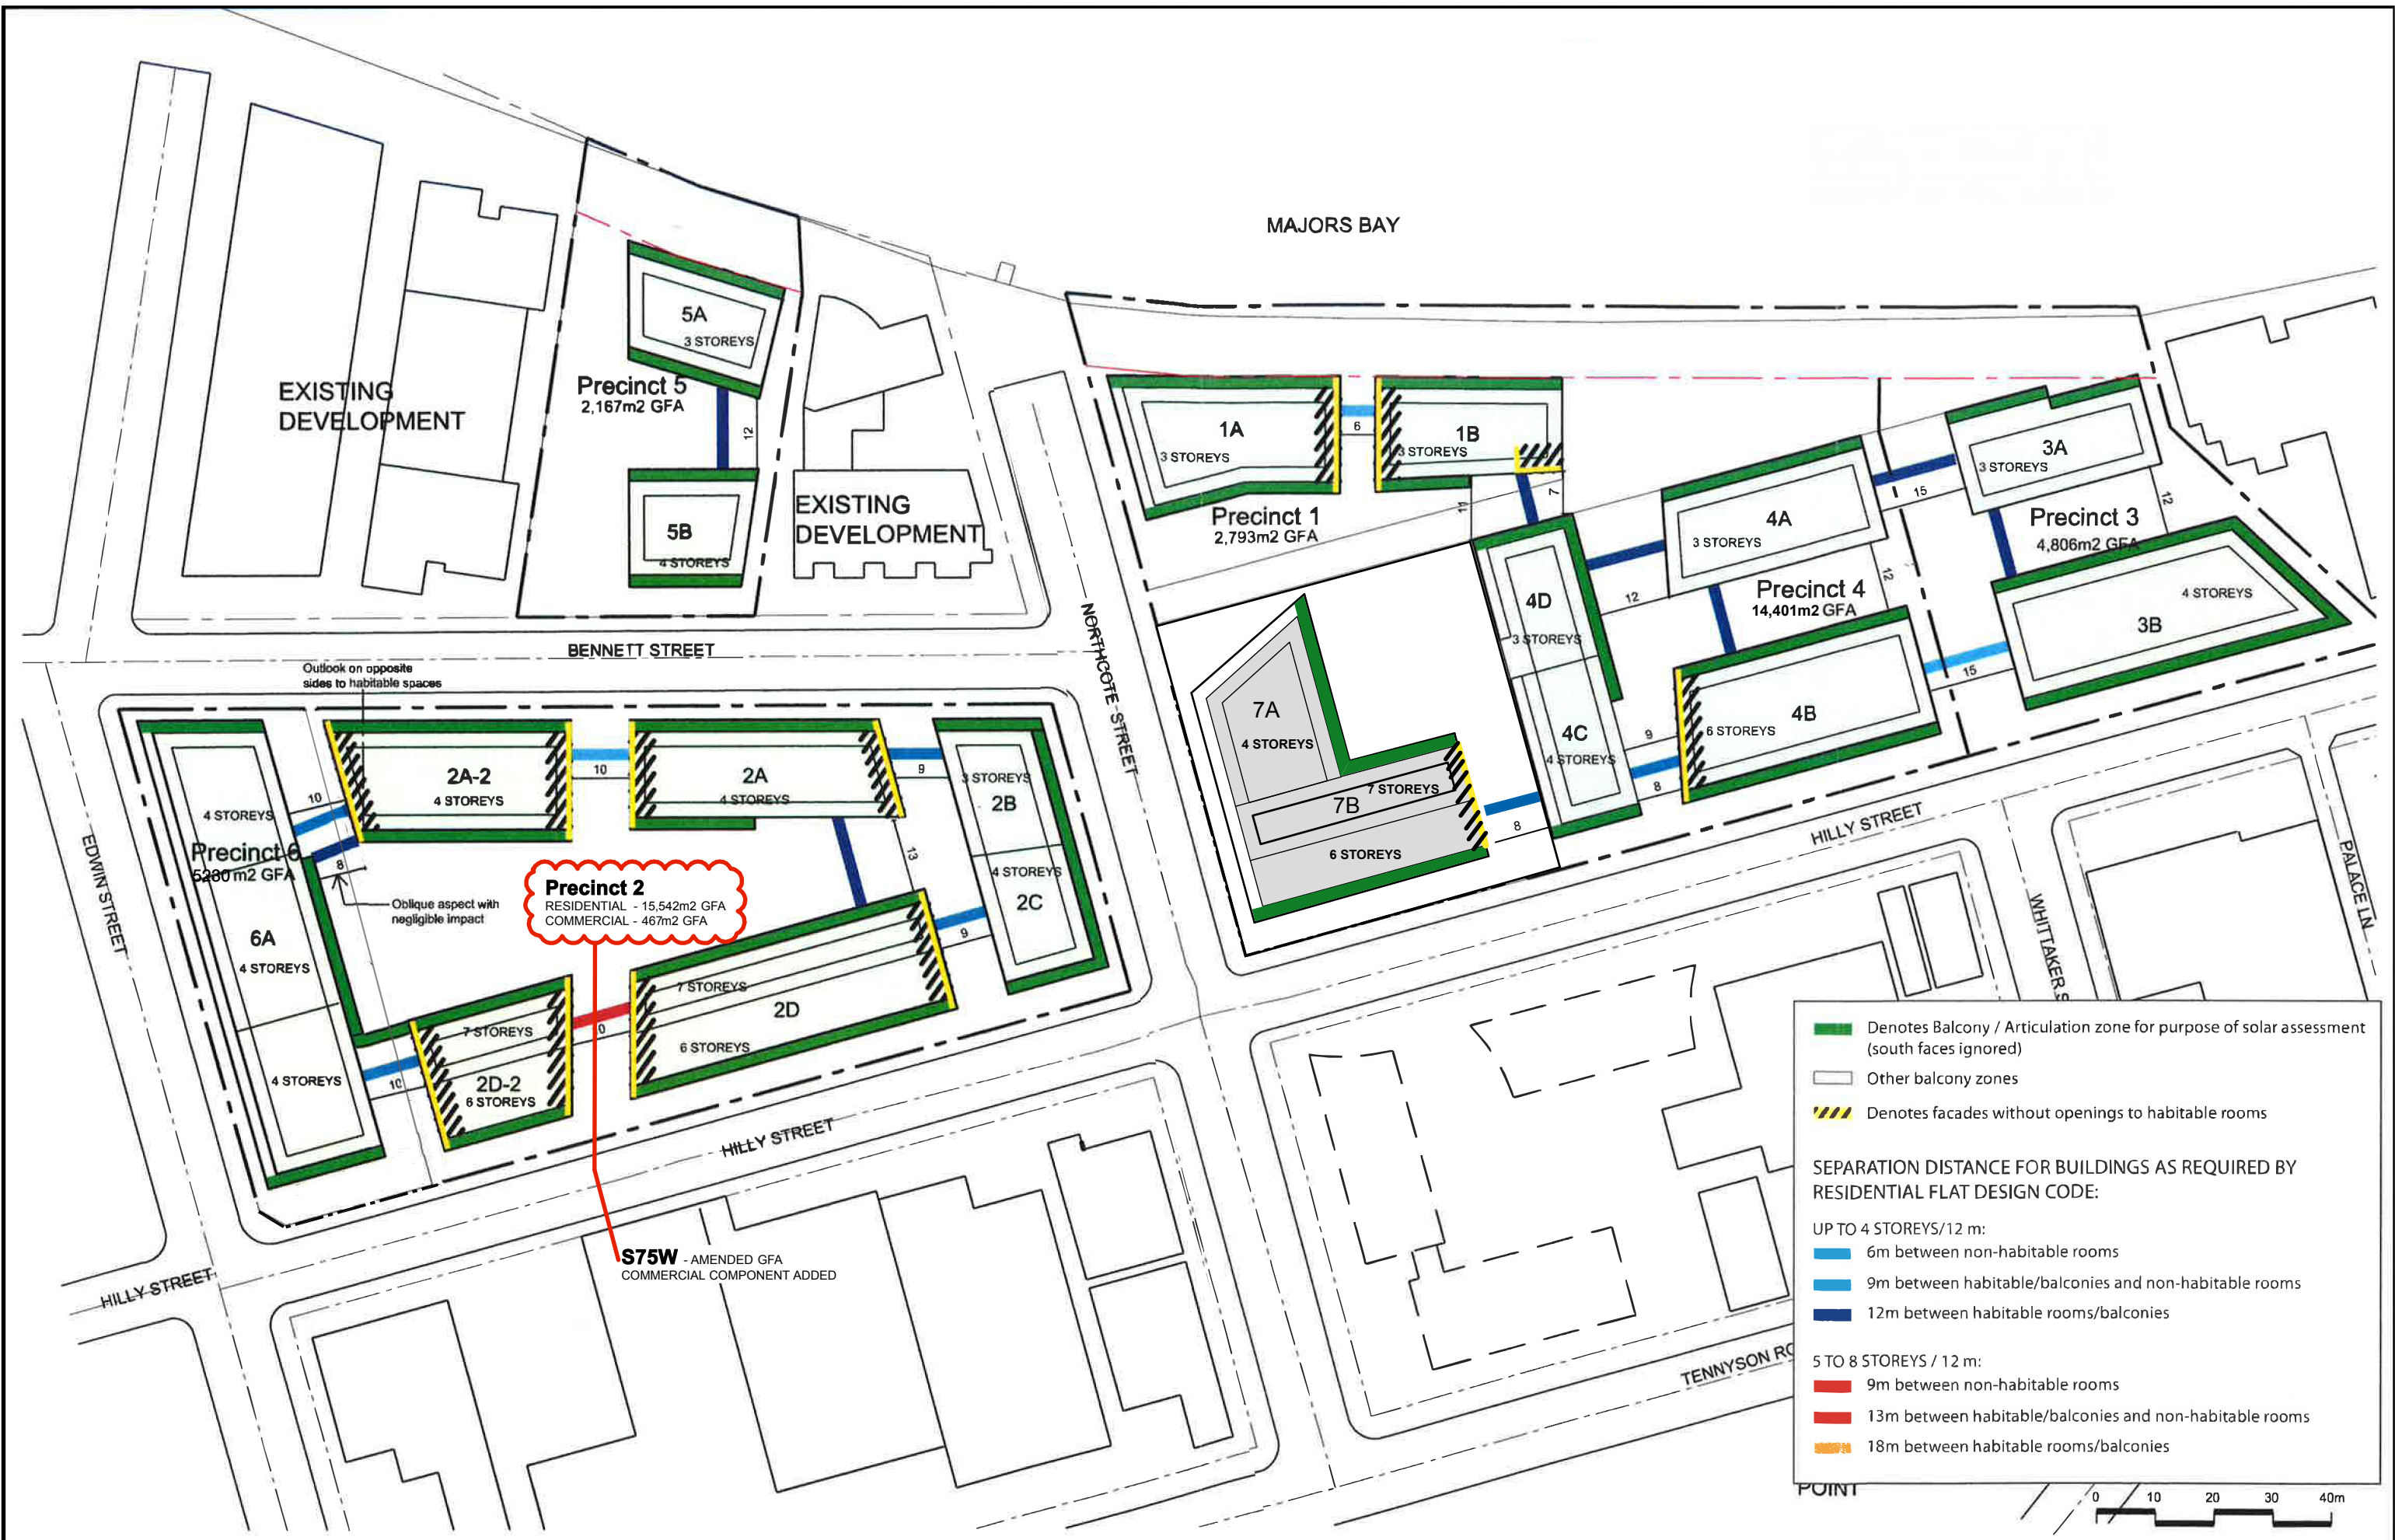 MAJORS BAY
5A
3 STOREYS
Precinct 5
2,167m2 GFA
12
5B
4 STOREYS
EXISTING
DEVELOPMENT
EXISTING
DEVELOPMENT
1A
3 STOREYS
6
1B
3 STOREYS
11
7
Precinct 1
2,793m2 GFA
3A
3 STOREYS
15
12
Precinct 3
4,806m2 GFA
4A
3 STOREYS
12
12
Precinct 4
14,401m2 GFA
4D
3 STOREYS
4C
4 STOREYS
9
8
4B
6 STOREYS
15
3B
4 STOREYS
7A
4 STOREYS
7B
7 STOREYS
6 STOREYS
8
BENNETT STREET
NORTHCOTE STREET
Outlook on opposite
sides to habitable spaces
2A-2
4 STOREYS
10
2A
4 STOREYS
9
3 STOREYS
2B
4 STOREYS
2C
13
9
10
4 STOREYS
Precinct 6
5280 m2 GFA
8
Oblique aspect with
negligible impact
6A
4 STOREYS
4 STOREYS
10
Precinct 2
RESIDENTIAL - 15,542m2 GFA
COMMERCIAL - 467m2 GFA
7 STOREYS
2D-2
6 STOREYS
0
7 STOREYS
2D
6 STOREYS
S75W - AMENDED GFA
COMMERCIAL COMPONENT ADDED
EDWIN STREET
HILLY STREET
HILLY STREET
HILLY STREET
PALACE LN
WHITTAKER S
TENNYSON RO
POINT
Denotes Balcony / Articulation zone for purpose of solar assessment
(south faces ignored)
Other balcony zones
Denotes facades without openings to habitable rooms
SEPARATION DISTANCE FOR BUILDINGS AS REQUIRED BY
RESIDENTIAL FLAT DESIGN CODE:
UP TO 4 STOREYS/12 m:
6m between non-habitable rooms
9m between habitable/balconies and non-habitable rooms
12m between habitable rooms/balconies
5 TO 8 STOREYS / 12 m:
9m between non-habitable rooms
13m between habitable/balconies and non-habitable rooms
18m between habitable rooms/balconies
0 10 20 30 40m